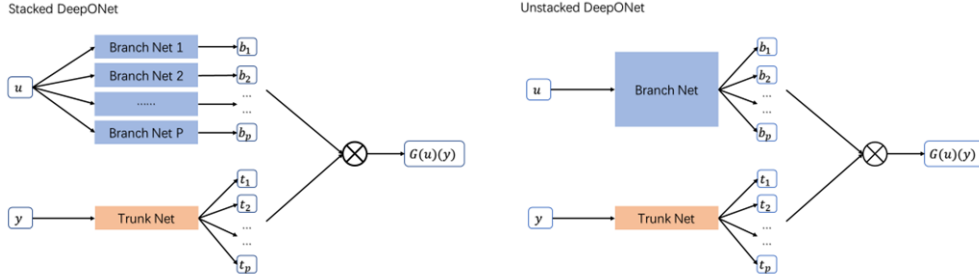 Stacked DeepONet
Branch Net 1
b₁
Branch Net 2
b₂
u
......
...
...
Branch Net P
bₚ
G(u)(y)
t₁
t₂
y
Trunk Net
...
...
tₚ
Unstacked DeepONet
b₁
b₂
u
Branch Net
...
...
bₚ
G(u)(y)
t₁
t₂
y
Trunk Net
...
...
tₚ